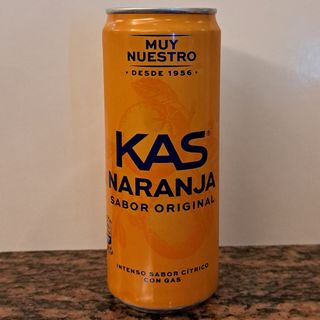 MUY
NUESTRO
• DESDE 1956 •
KAS®
NARANJA
SABOR ORIGINAL
INTENSO SABOR CÍTRICO
CON GAS